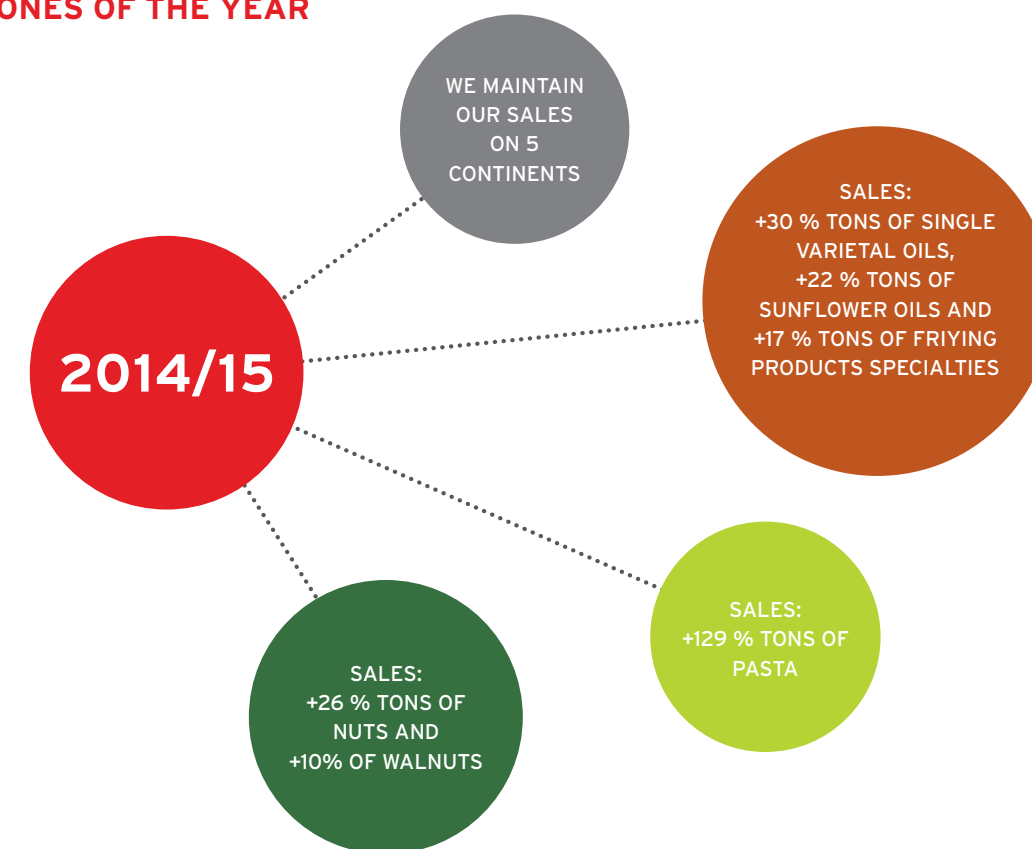 ONES OF THE YEAR
WE MAINTAIN
OUR SALES
ON 5
CONTINENTS
SALES:
+30 % TONS OF SINGLE
VARIETAL OILS,
+22 % TONS OF
SUNFLOWER OILS AND
+17 % TONS OF FRIYING
PRODUCTS SPECIALTIES
2014/15
SALES:
+129 % TONS OF
PASTA
SALES:
+26 % TONS OF
NUTS AND
+10% OF WALNUTS